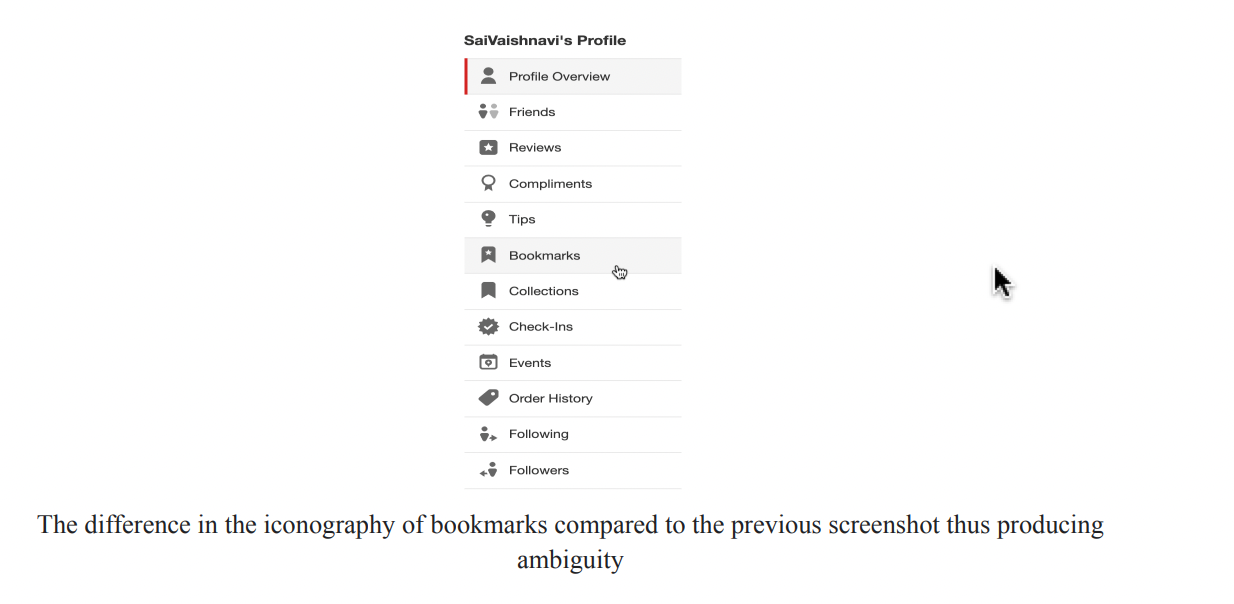 SaiVaishnavi's Profile
Profile Overview
Friends
Reviews
Compliments
Tips
Bookmarks
Collections
Check-Ins
Events
Order History
Following
Followers
The difference in the iconography of bookmarks compared to the previous screenshot thus producing
ambiguity